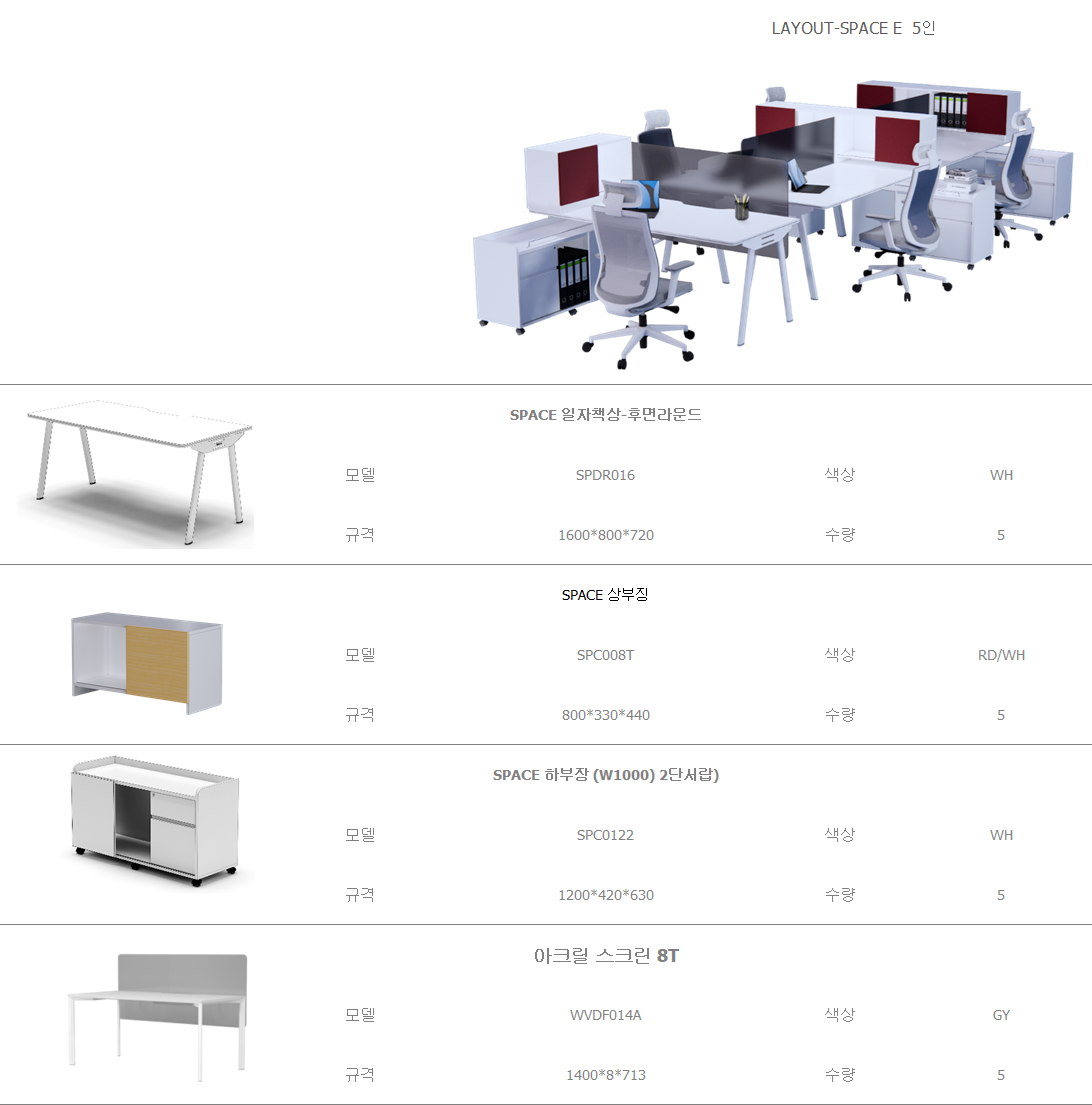 LAYOUT-SPACE E 5인
SPACE 일자책상-후면라운드
모델 SPDR016 색상 WH
규격 1600*800*720 수량 5
SPACE 상부징
모델 SPC008T 색상 RD/WH
규격 800*330*440 수량 5
SPACE 하부장 (W1000) 2단서랍)
모델 SPC0122 색상 WH
규격 1200*420*630 수량 5
아크릴 스크린 8T
모델 WVDF014A 색상 GY
규격 1400*8*713 수량 5